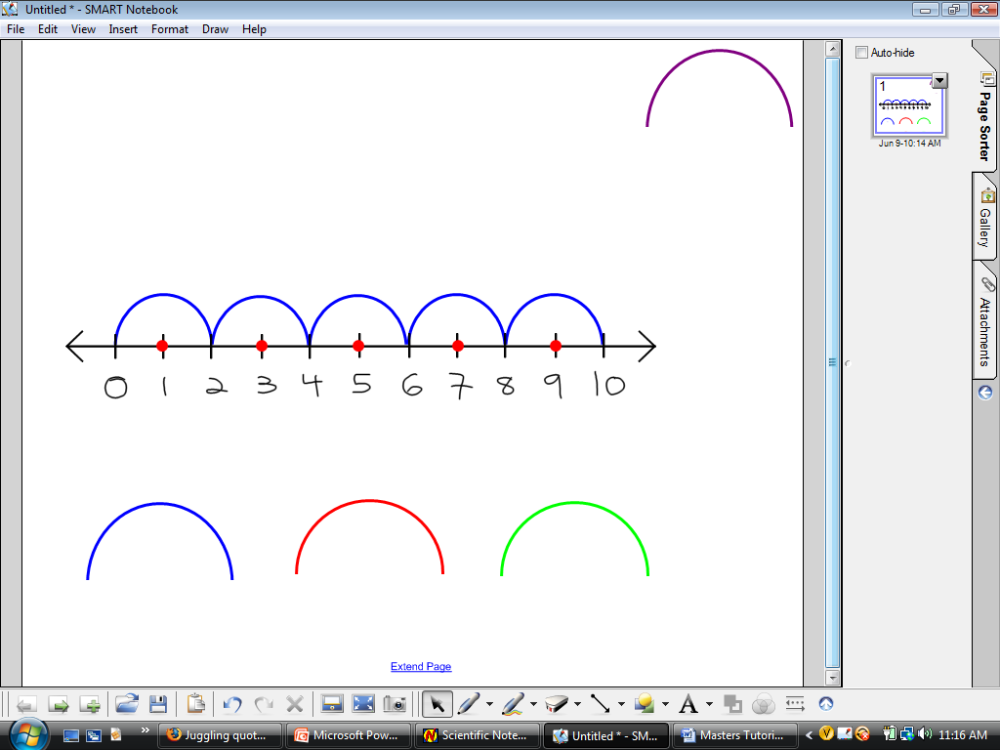 Untitled * - SMART Notebook
File Edit View Insert Format Draw Help
Auto-hide
1
Jun 9-10:14 AM
Page Sorter
Gallery
Attachments
0 1 2 3 4 5 6 7 8 9 10
Extend Page
A
Juggling quot... Microsoft Pow... Scientific Note... Untitled * - SM... Masters Tutori... 11:16 AM